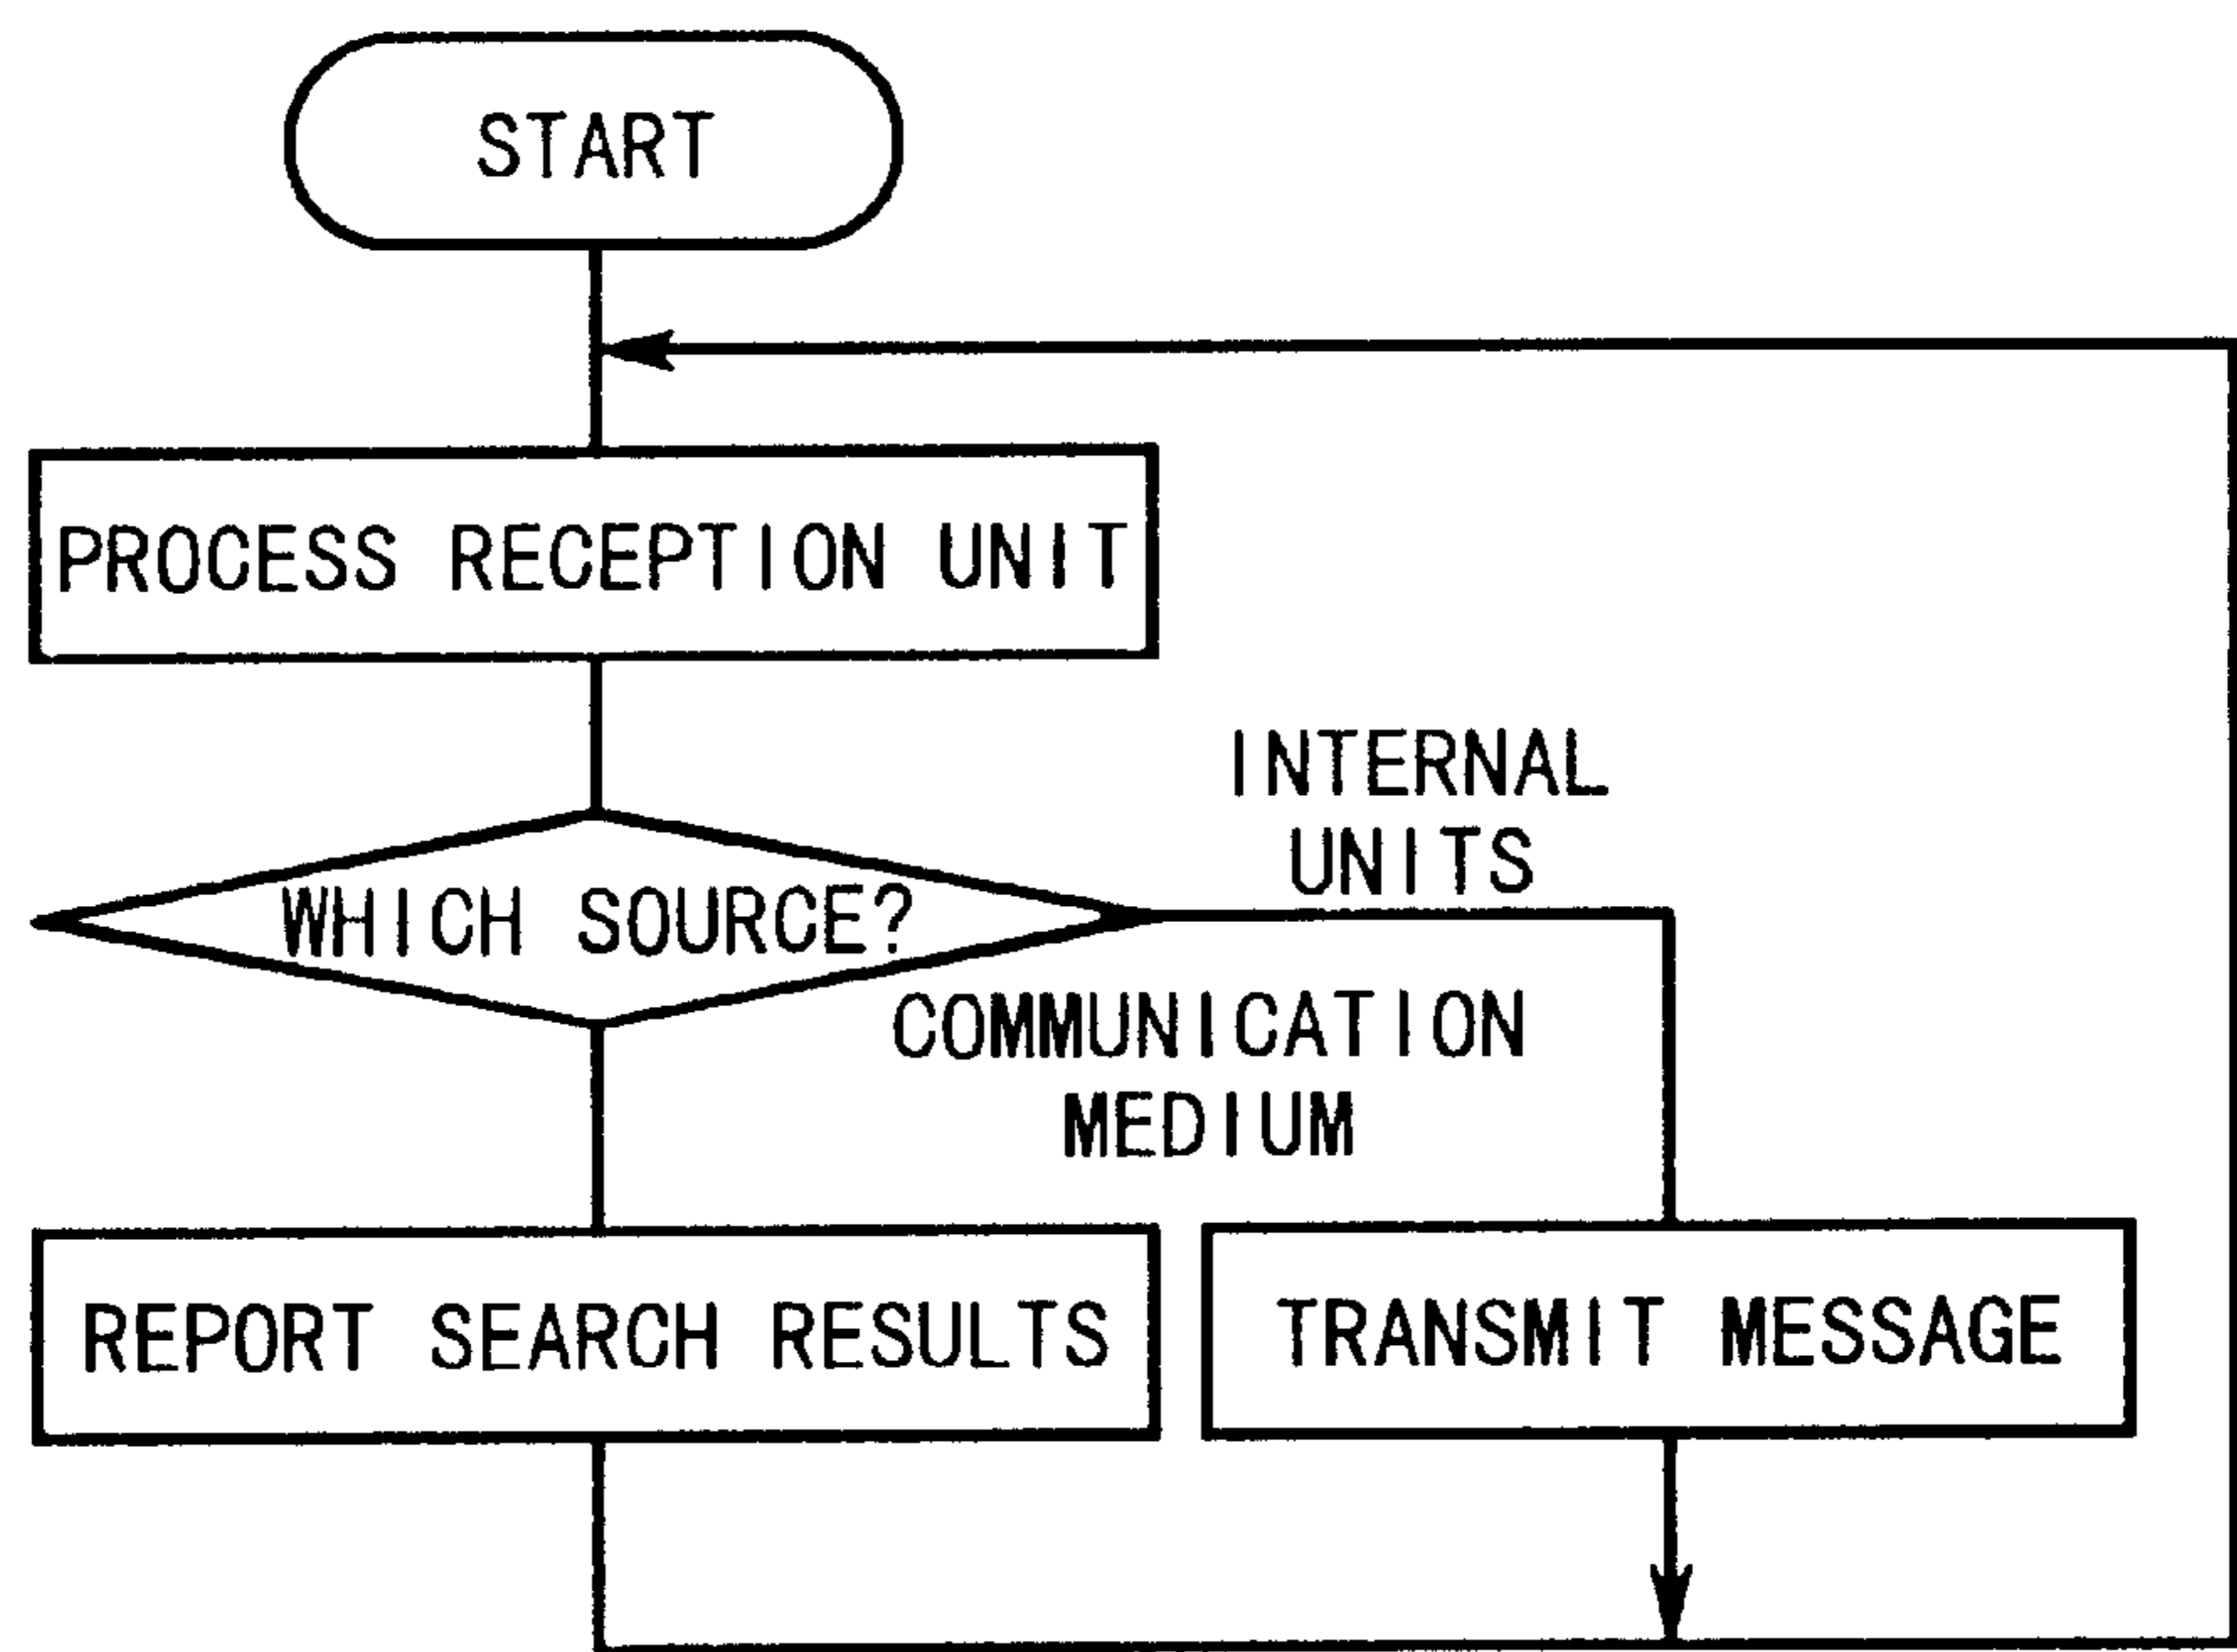 START
PROCESS RECEPTION UNIT
INTERNAL
UNITS
WHICH SOURCE?
COMMUNICATION
MEDIUM
REPORT SEARCH RESULTS
TRANSMIT MESSAGE